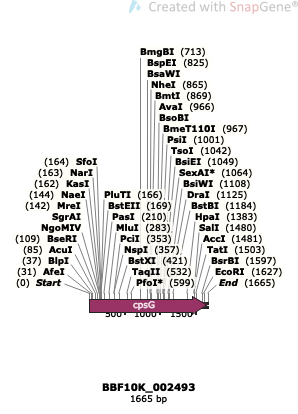 Created with SnapGene®
BmgBI (713)
BspEI (825)
BsaWI
NheI (865)
BmtI (869)
AvaI (966)
BsoBI
BmeT110I (967)
PsiI (1001)
TsoI (1042)
(164) SfoI BsiEI (1049)
(163) NarI SexAI* (1064)
(162) KasI BsiWI (1108)
(144) NaeI PluTI (166) DraI (1125)
(142) MreI BstEII (169) BstBI (1184)
SgrAI PasI (210) HpaI (1383)
NgoMIV MluI (283) SalI (1480)
(109) BseRI PciI (353) AccI (1481)
(85) AcuI NspI (357) TatI (1503)
(37) BlpI BstXI (421) BsrBI (1597)
(31) AfeI TaqII (532) EcoRI (1627)
(0) Start PfoI* (599) End (1665)
cpsG
500 1000 1500
BBF10K_002493
1665 bp